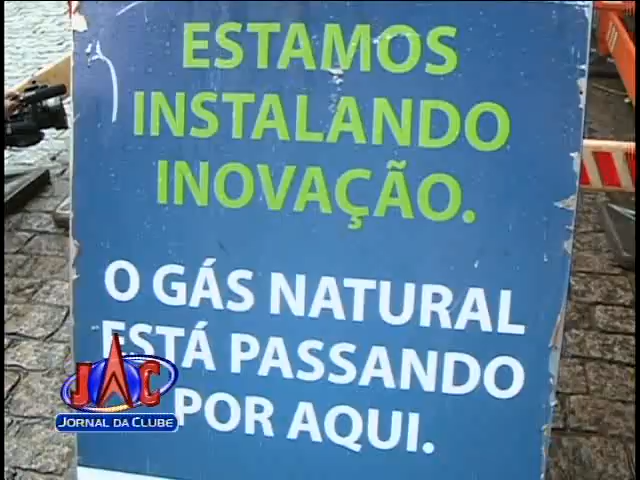 ESTAMOS
INSTALANDO
INOVAÇÃO.
O GÁS NATURAL
ESTÁ PASSANDO
POR AQUI.
JAC
JORNAL DA CLUBE